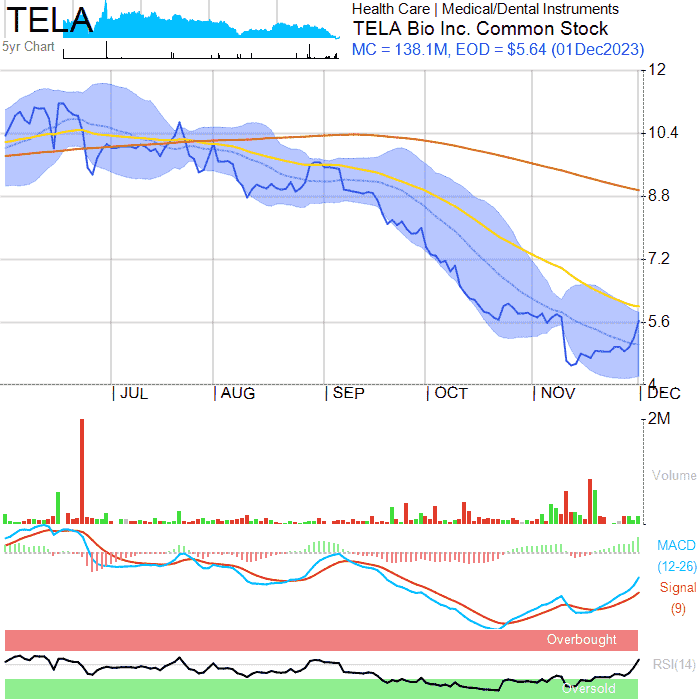 TELA
Health Care | Medical/Dental Instruments
TELA Bio Inc. Common Stock
5yr Chart
MC = 138.1M, EOD = $5.64 (01Dec2023)
12
10.4
8.8
7.2
5.6
4
JUL
AUG
SEP
OCT
NOV
DEC
2M
Volume
MACD
(12-26)
Signal
(9)
Overbought
RSI(14)
Oversold